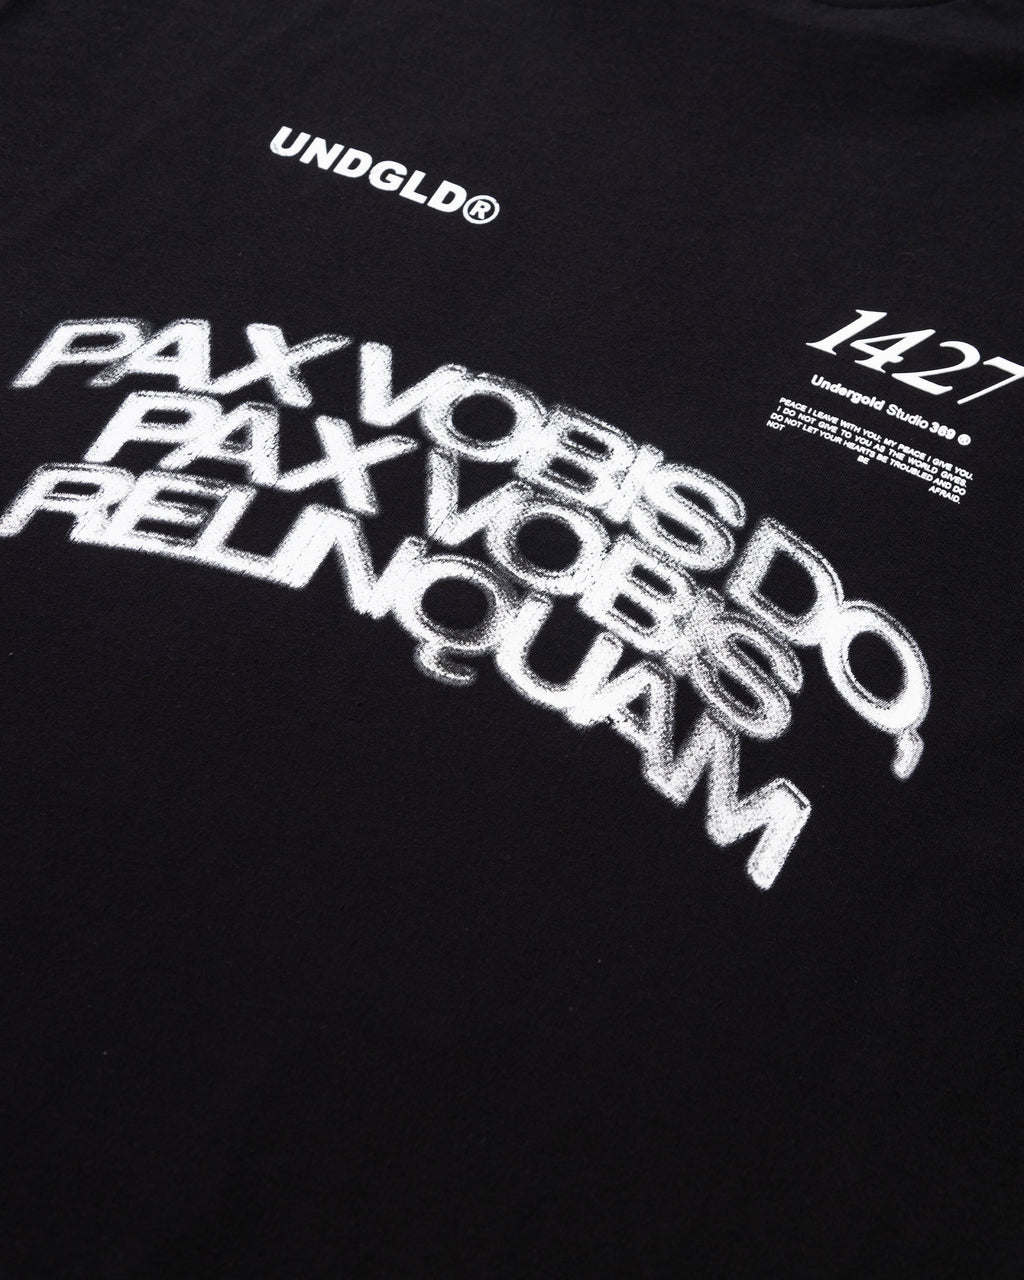 UNDGLD®
1427
Undergold Studio 369 ®
PEACE I LEAVE WITH YOU; MY PEACE I GIVE YOU.
I DO NOT GIVE TO YOU AS THE WORLD GIVES.
DO NOT LET YOUR HEARTS BE TROUBLED AND DO
NOT BE AFRAID.
PAX VOBIS DO,
PAX VOBIS
RELINQUAM